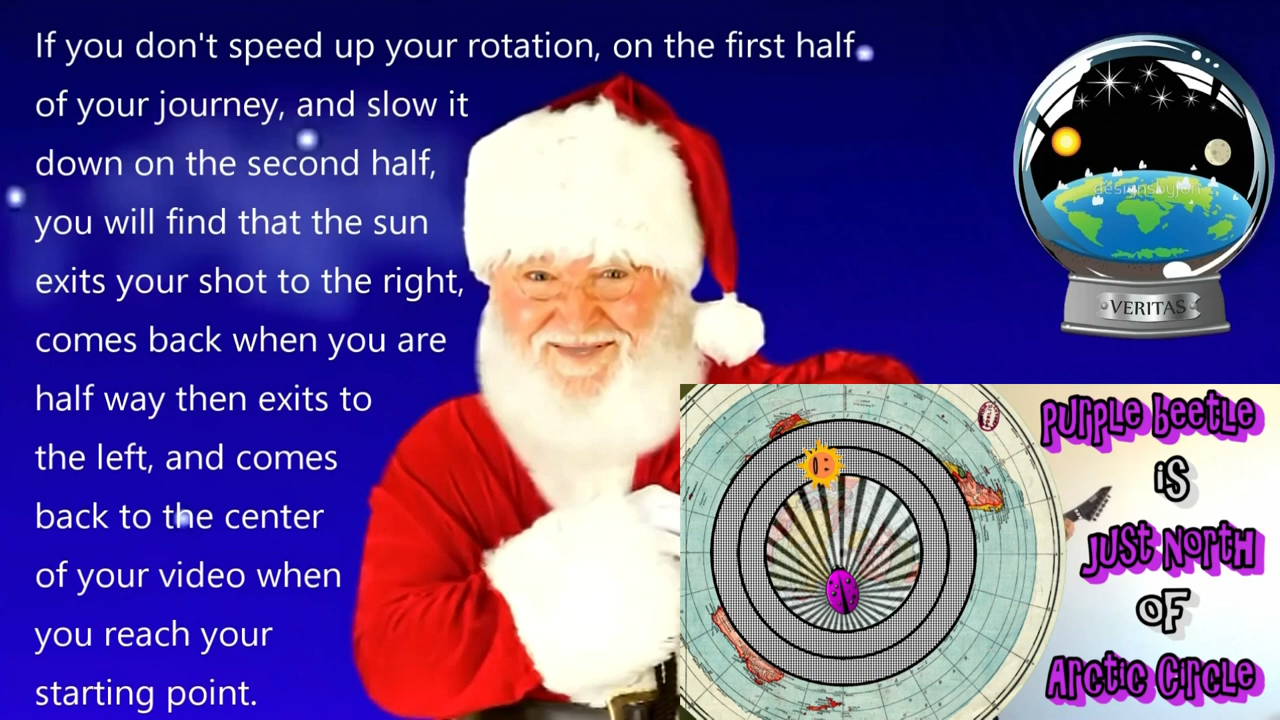 If you don't speed up your rotation, on the first half
of your journey, and slow it
down on the second half,
you will find that the sun
exits your shot to the right,
comes back when you are
half way then exits to
the left, and comes
back to the center
of your video when
you reach your
starting point.
designsbyjen
VERITAS
Purple Beetle
is
Just North
of
Arctic Circle